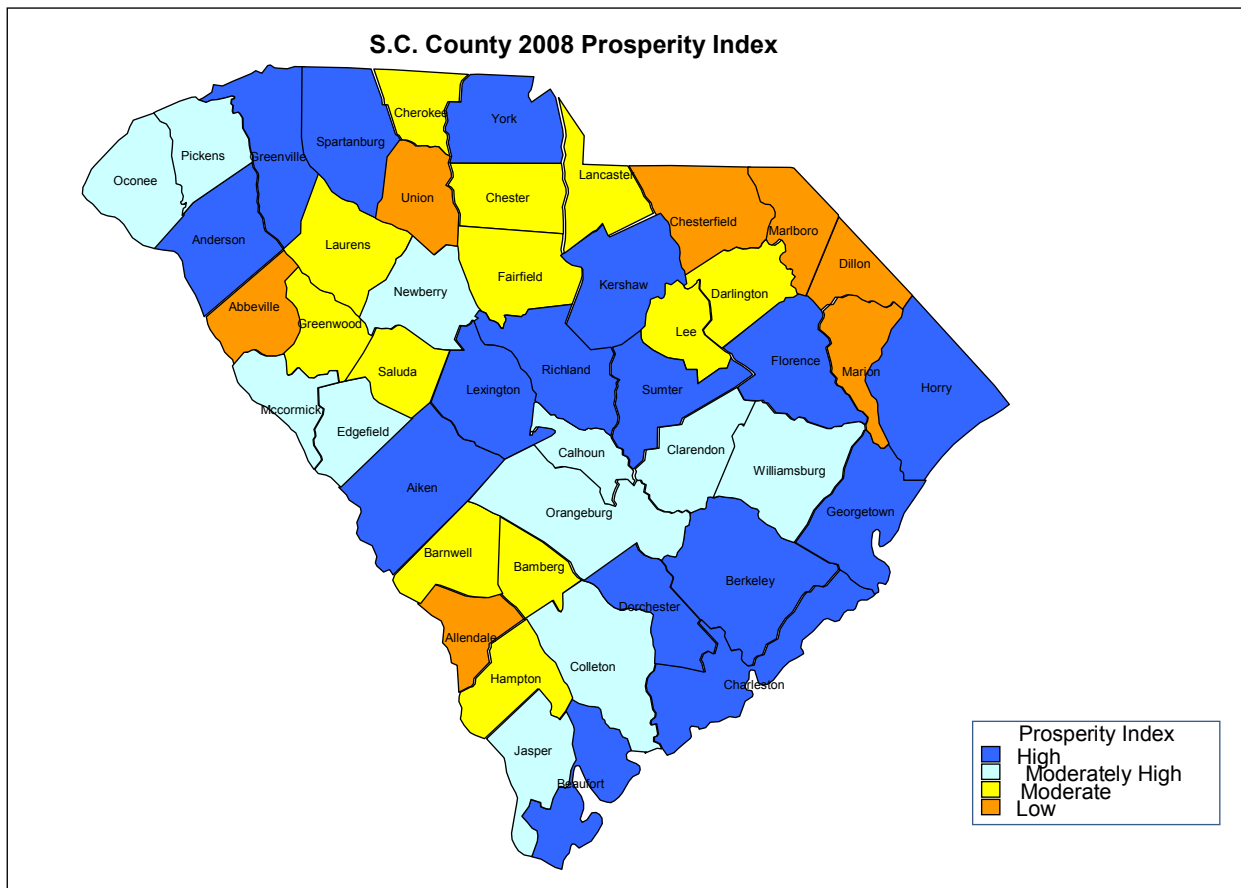 S.C. County 2008 Prosperity Index
Cherokee
York
Spartanburg
Pickens
Greenville
Oconee
Lancaster
Union
Chester
Chesterfield
Marlboro
Anderson
Laurens
Dillon
Fairfield
Kershaw
Newberry
Darlington
Abbeville
Greenwood
Lee
Saluda
Richland
Florence
Marion
Lexington
Sumter
Horry
Mccormick
Edgefield
Calhoun
Clarendon
Williamsburg
Aiken
Orangeburg
Georgetown
Barnwell
Bamberg
Berkeley
Dorchester
Allendale
Colleton
Hampton
Charleston
Jasper
Beaufort
Prosperity Index
High
Moderately High
Moderate
Low